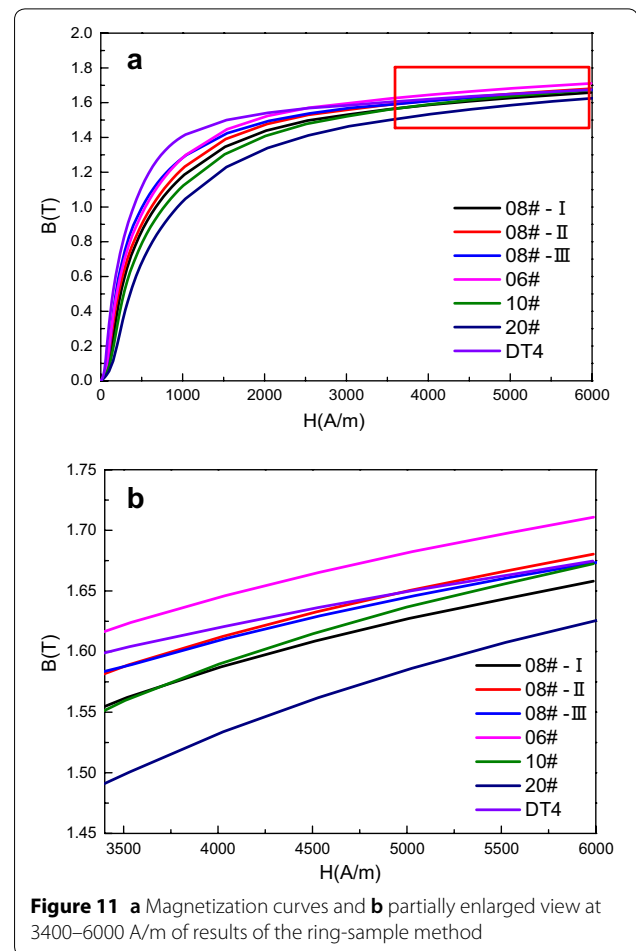 a
2.0
1.8
1.6
1.4
1.2
1.0
0.8
0.6
0.4
0.2
0.0
B(T)
08# - I
08# - II
08# - III
06#
10#
20#
DT4
0 1000 2000 3000 4000 5000 6000
H(A/m)
b
1.75
1.70
1.65
1.60
1.55
1.50
1.45
B(T)
08# - I
08# - II
08# - III
06#
10#
20#
DT4
3500 4000 4500 5000 5500 6000
H(A/m)
Figure 11 a Magnetization curves and b partially enlarged view at
3400–6000 A/m of results of the ring-sample method